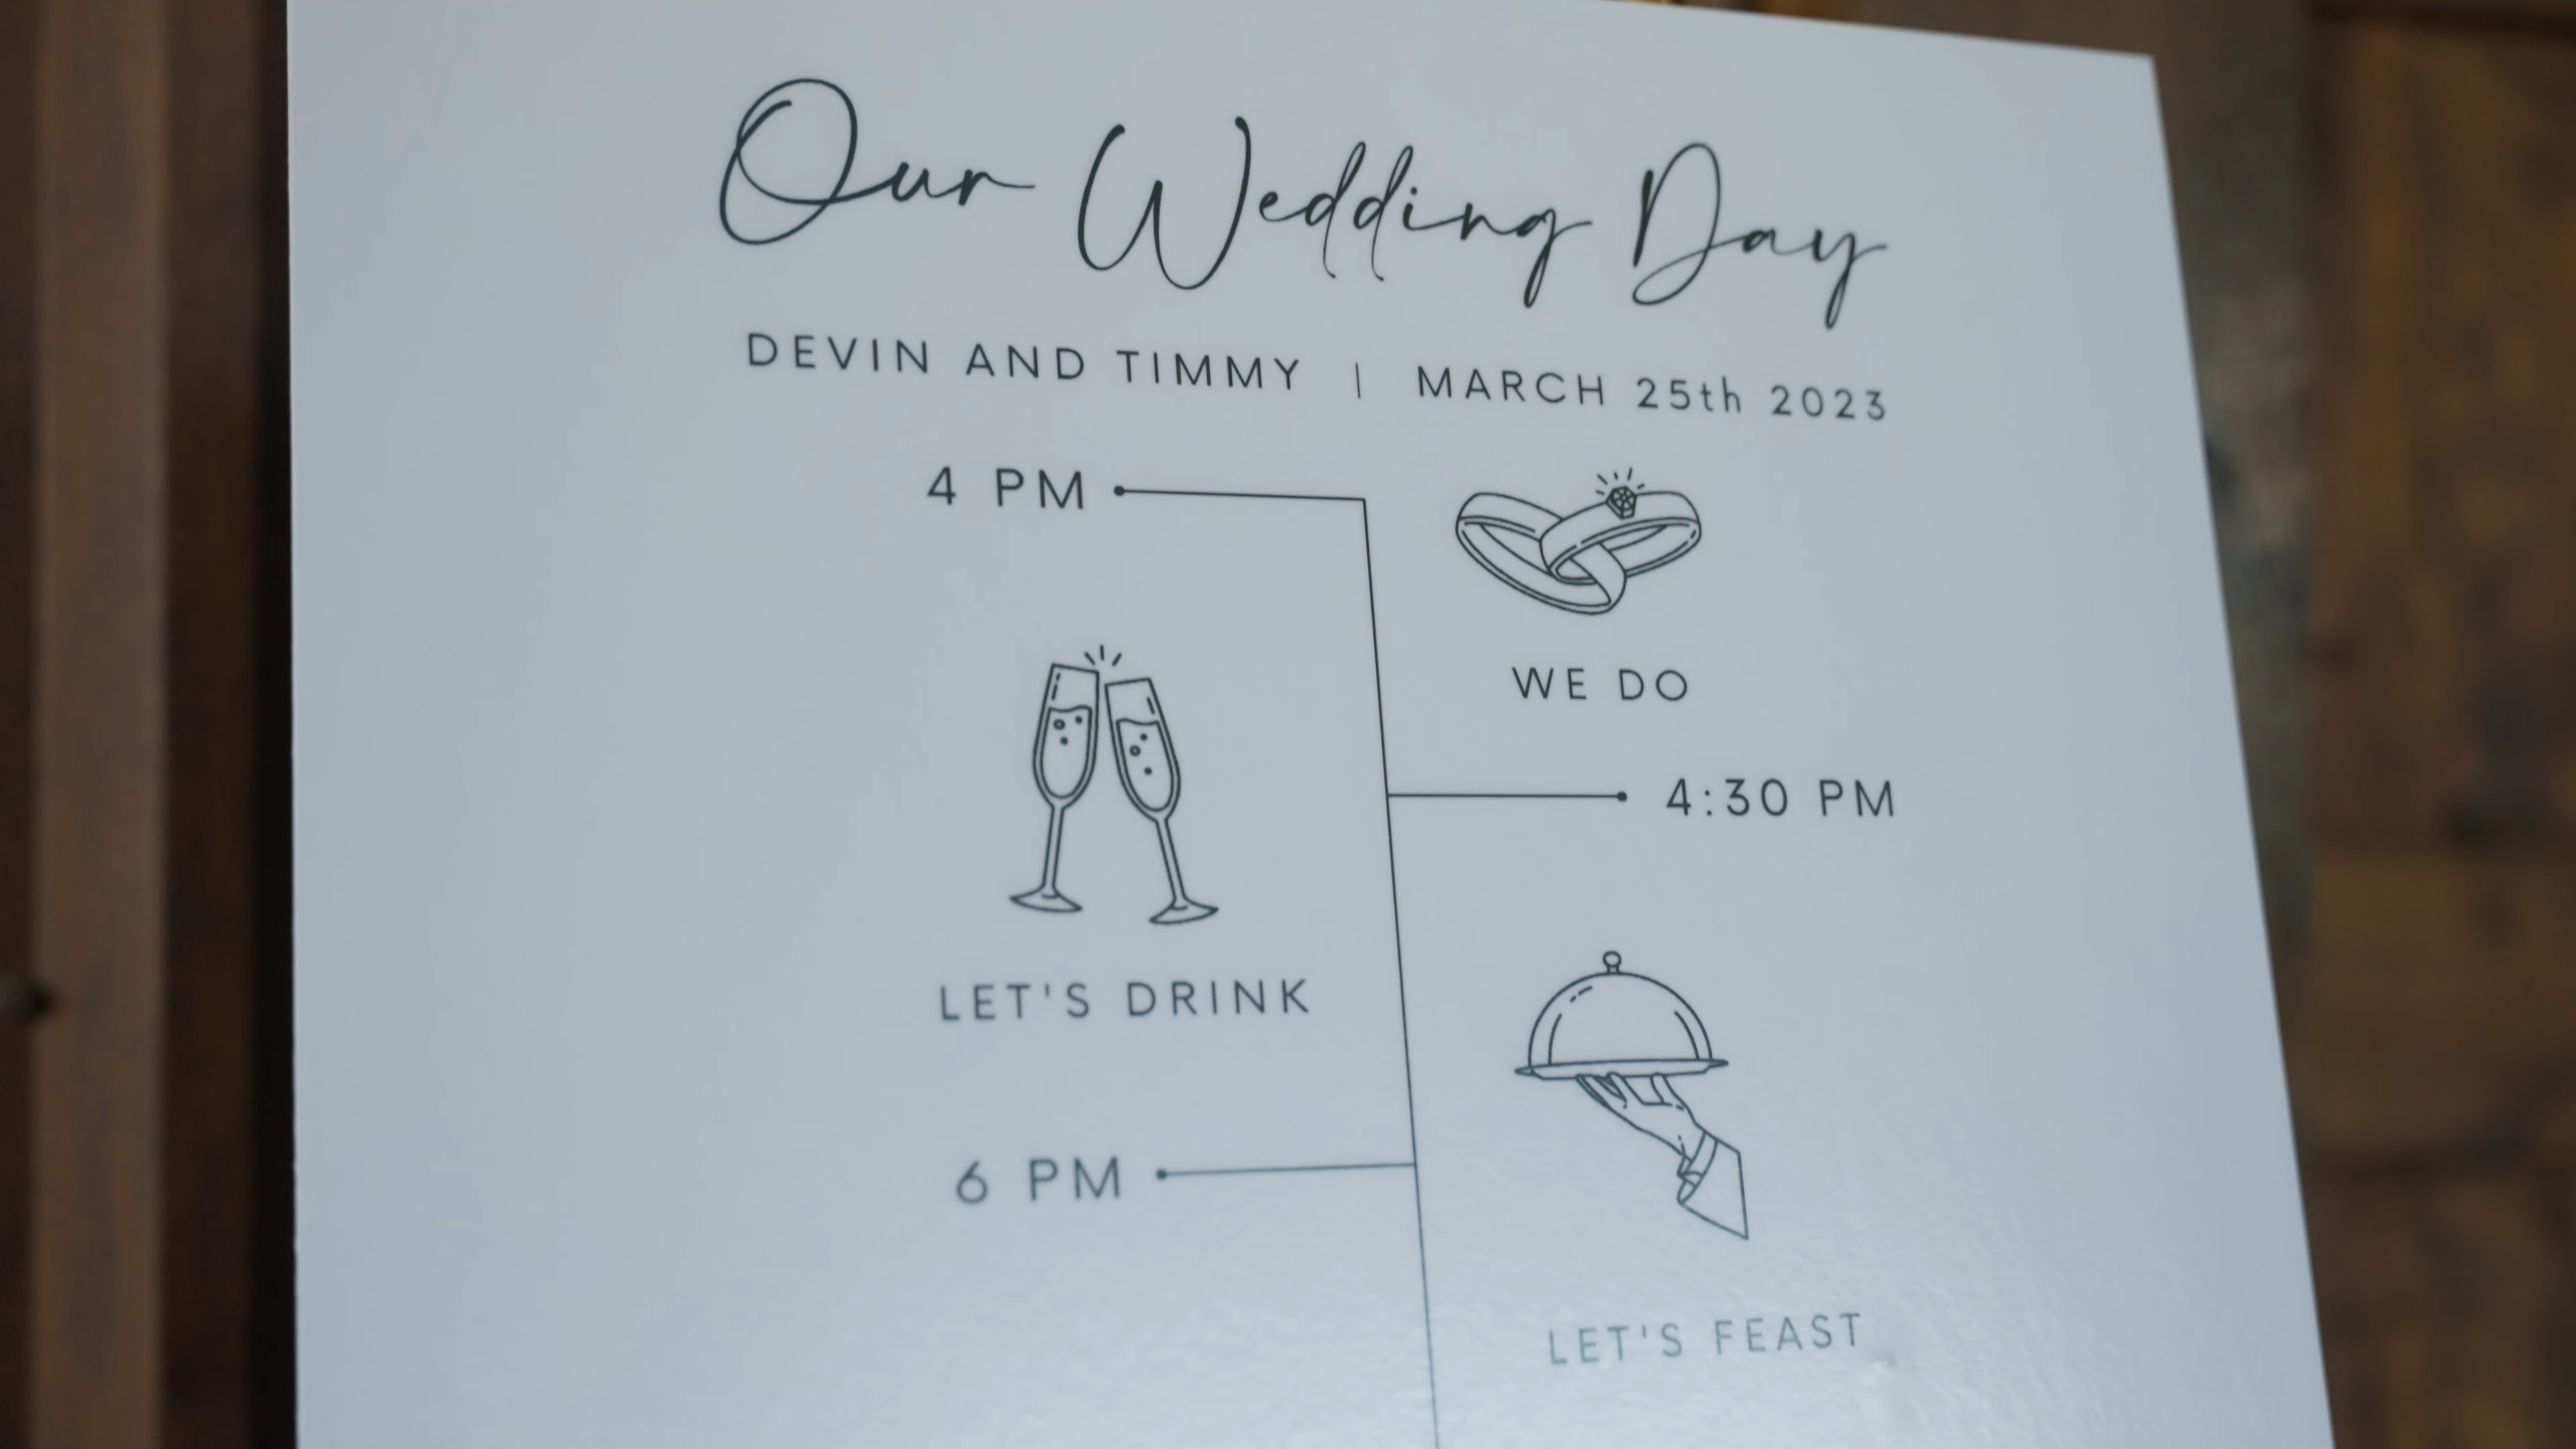 Our Wedding Day
DEVIN AND TIMMY | MARCH 25th 2023
4 PM
WE DO
4:30 PM
LET'S DRINK
6 PM
LET'S FEAST